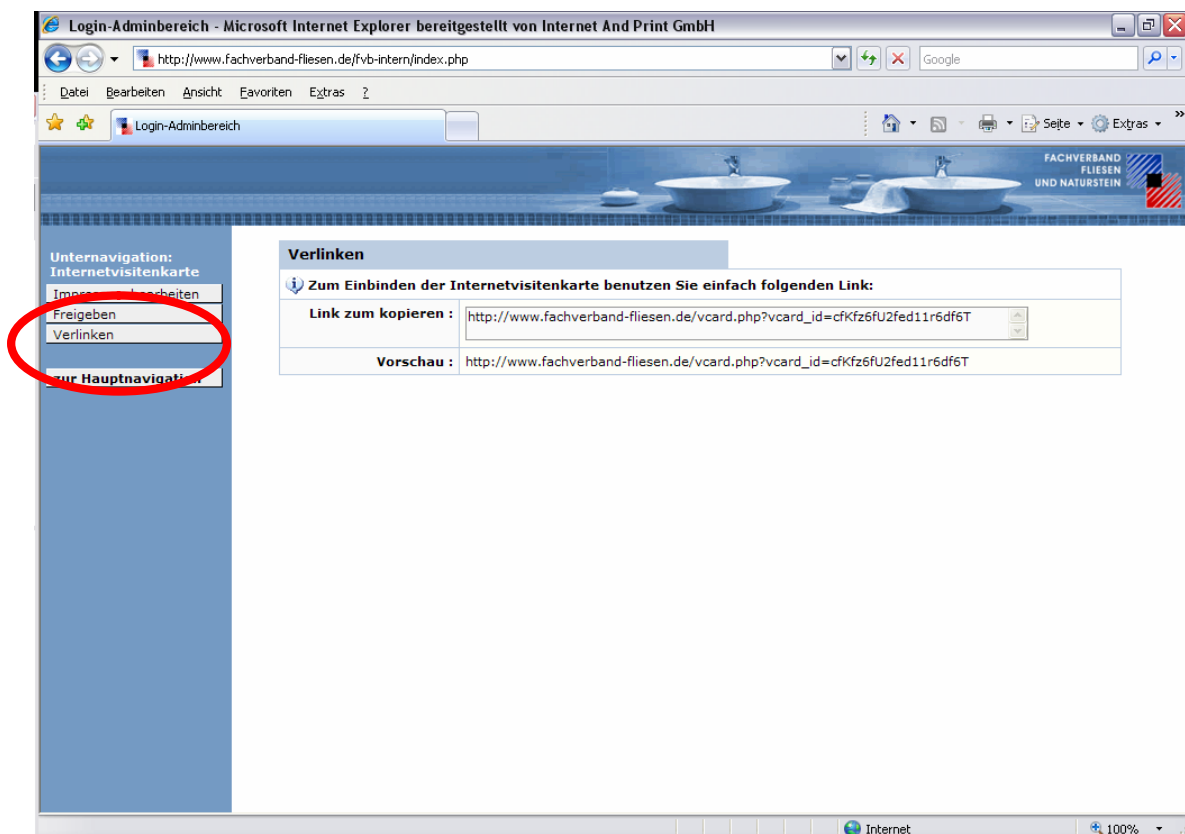 Login-Adminbereich - Microsoft Internet Explorer bereitgestellt von Internet And Print GmbH
http://www.fachverband-fliesen.de/fvb-intern/index.php
Google
Datei Bearbeiten Ansicht Favoriten Extras ?
Login-Adminbereich
Seite Extras
FACHVERBAND
FLIESEN
UND NATURSTEIN
Unternavigation:
Internetvisitenkarte
bearbeiten
Freigeben
Verlinken
zur Hauptnavigation
Verlinken
Zum Einbinden der Internetvisitenkarte benutzen Sie einfach folgenden Link:
Link zum kopieren : http://www.fachverband-fliesen.de/vcard.php?vcard_id=cfKfz6fU2fed11r6df6T
Vorschau : http://www.fachverband-fliesen.de/vcard.php?vcard_id=cfKfz6fU2fed11r6df6T
Internet
100%